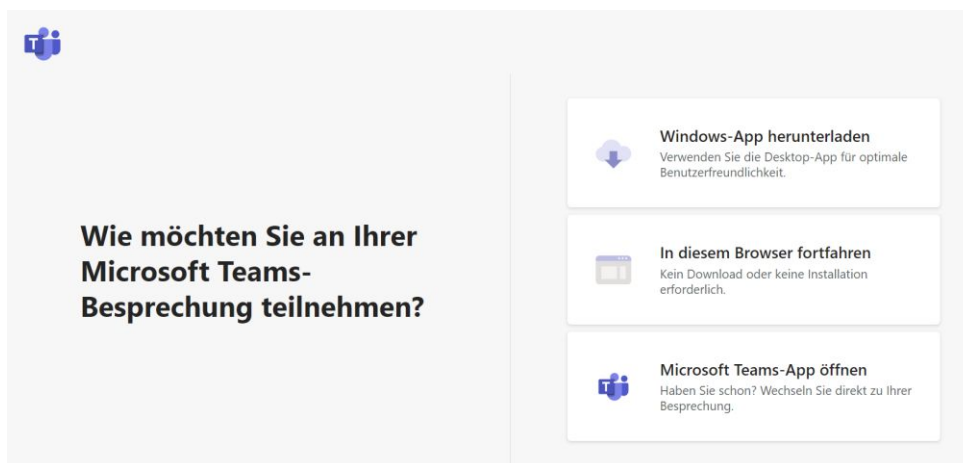 Wie möchten Sie an Ihrer
Microsoft Teams-
Besprechung teilnehmen?
Windows-App herunterladen
Verwenden Sie die Desktop-App für optimale
Benutzerfreundlichkeit.
In diesem Browser fortfahren
Kein Download oder keine Installation
erforderlich.
Microsoft Teams-App öffnen
Haben Sie schon? Wechseln Sie direkt zu Ihrer
Besprechung.